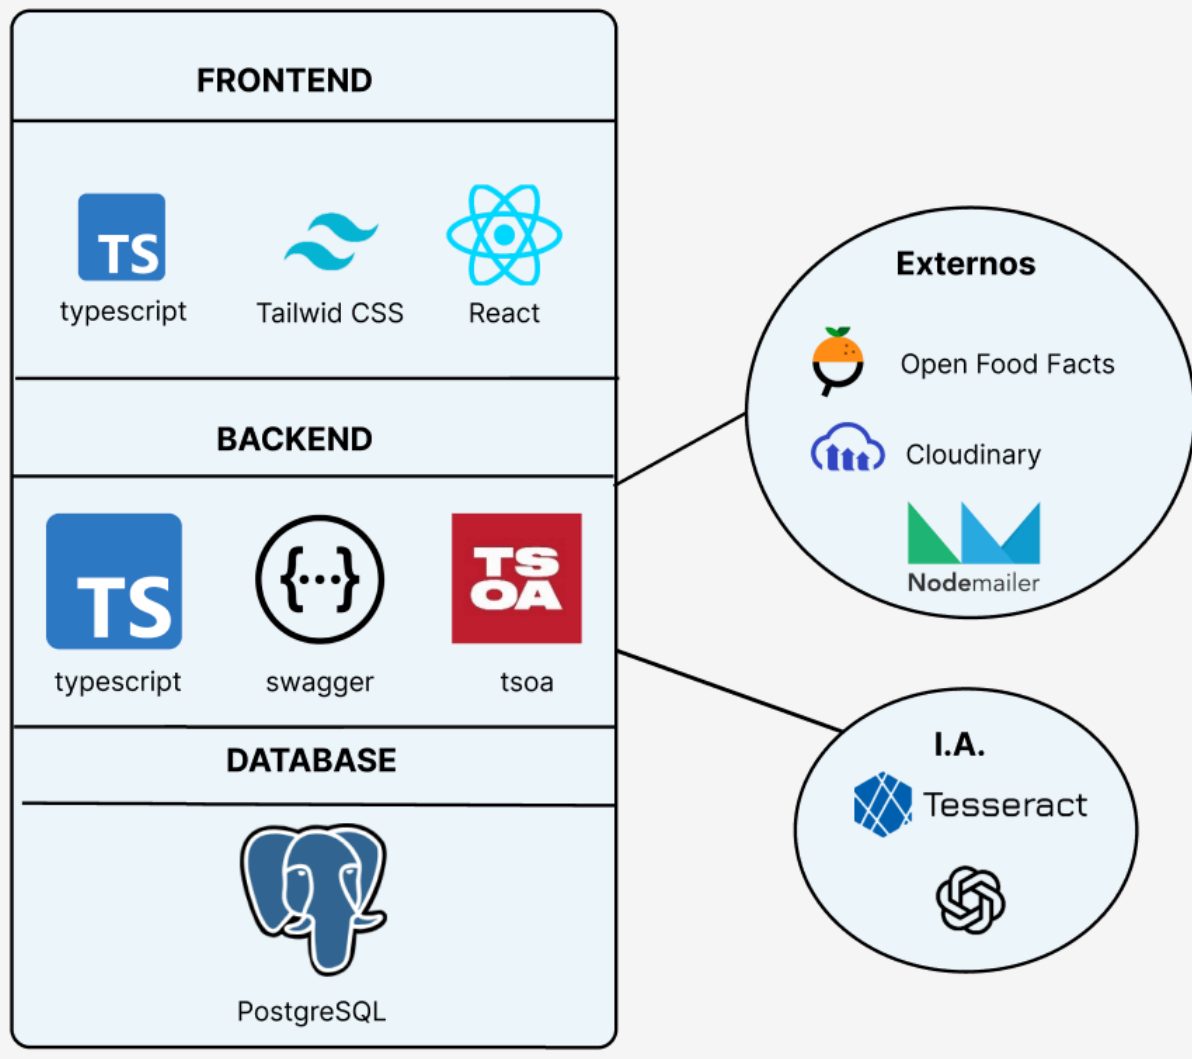 FRONTEND
TS
typescript
Tailwid CSS
React
BACKEND
TS
typescript
{...}
swagger
TS
OA
tsoa
DATABASE
PostgreSQL
Externos
Open Food Facts
Cloudinary
Nodemailer
I.A.
Tesseract